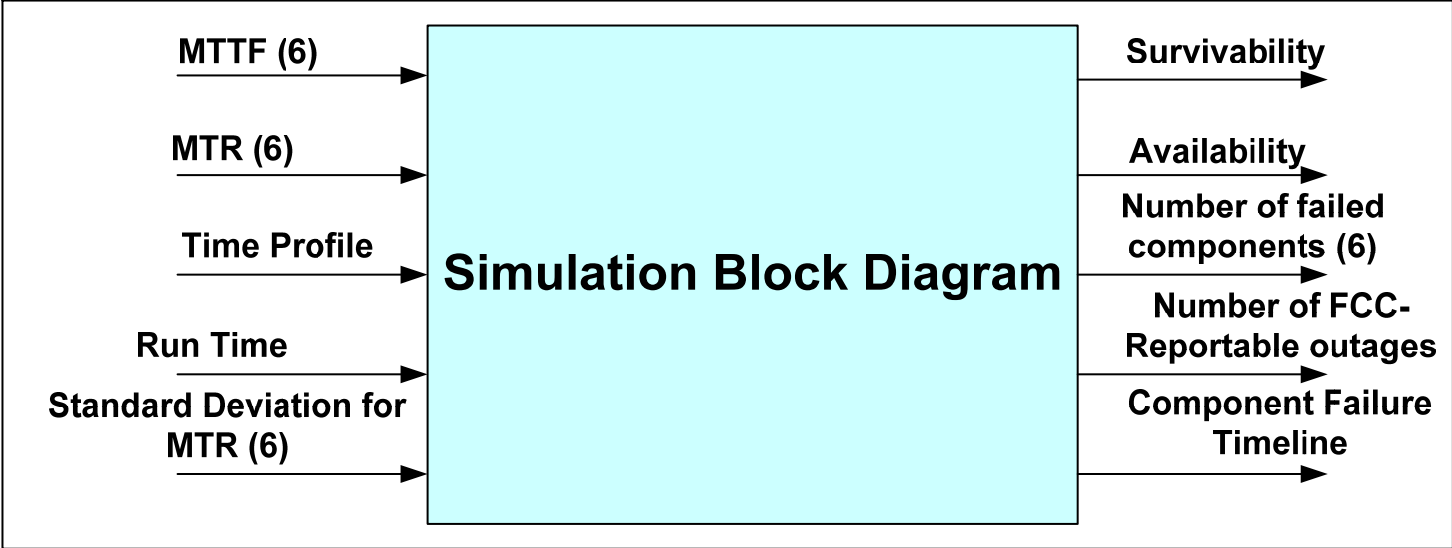 MTTF (6)
MTR (6)
Time Profile
Run Time
Standard Deviation for
MTR (6)
Simulation Block Diagram
Survivability
Availability
Number of failed
components (6)
Number of FCC-
Reportable outages
Component Failure
Timeline